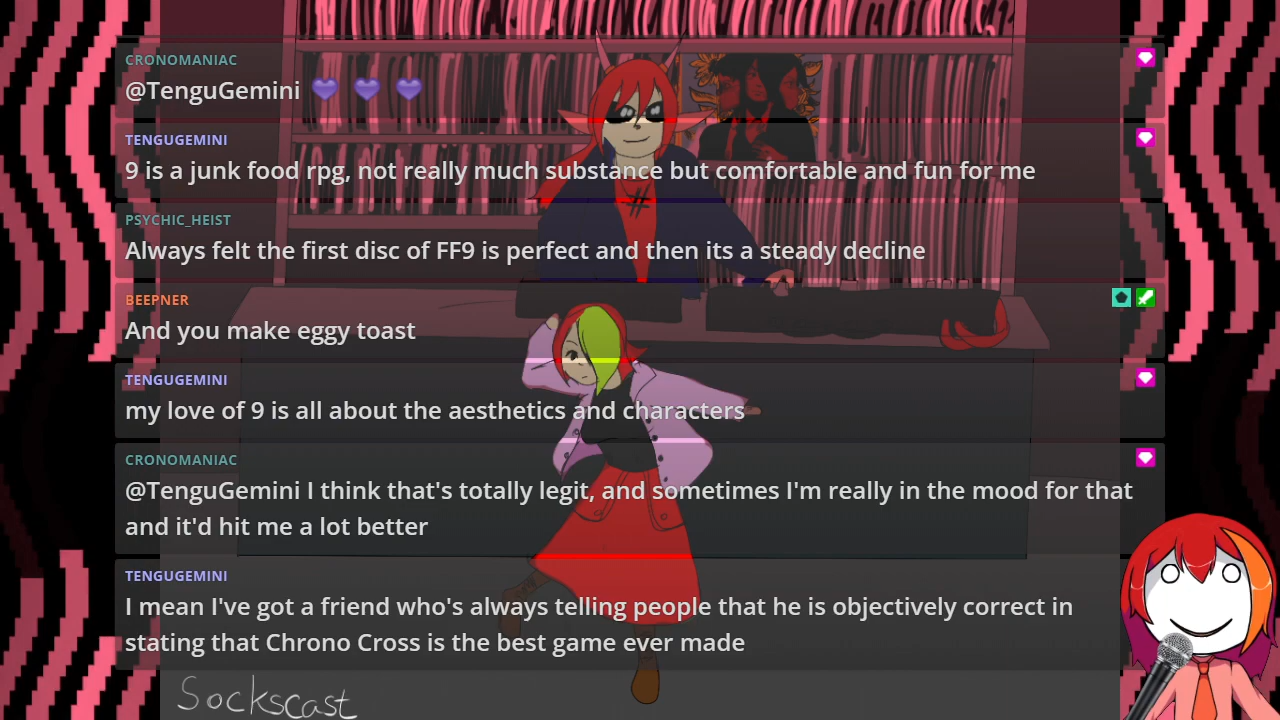 CRONOMANIAC
@TenguGemini 💜 💜 💜
TENGUGEMINI
9 is a junk food rpg, not really much substance but comfortable and fun for me
PSYCHIC_HEIST
Always felt the first disc of FF9 is perfect and then its a steady decline
BEEPNER
And you make eggy toast
TENGUGEMINI
my love of 9 is all about the aesthetics and characters
CRONOMANIAC
@TenguGemini I think that's totally legit, and sometimes I'm really in the mood for that
and it'd hit me a lot better
TENGUGEMINI
I mean I've got a friend who's always telling people that he is objectively correct in
stating that Chrono Cross is the best game ever made
Sockscast